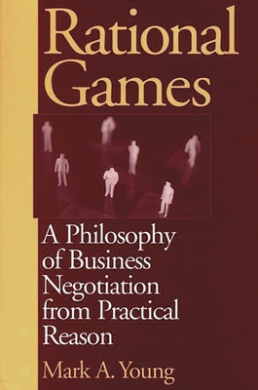 Rational
Games
A Philosophy
of Business
Negotiation
from Practical
Reason
Mark A. Young